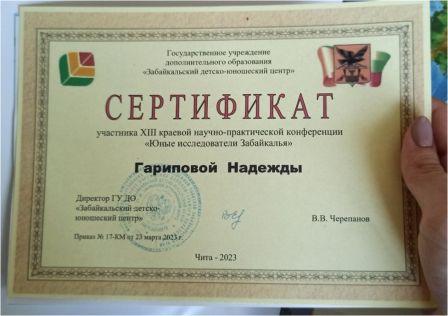 Государственное учреждение
дополнительного образования
«Забайкальский детско-юношеский центр»
СЕРТИФИКАТ
участника XIII краевой научно-практической конференции
«Юные исследователи Забайкалья»
Гариповой Надежды
Директор ГУ ДО
«Забайкальский детско-
юношеский центр»
В.В. Черепанов
Приказ № 17-КМ от 23 марта 2023 г.
Чита - 2023